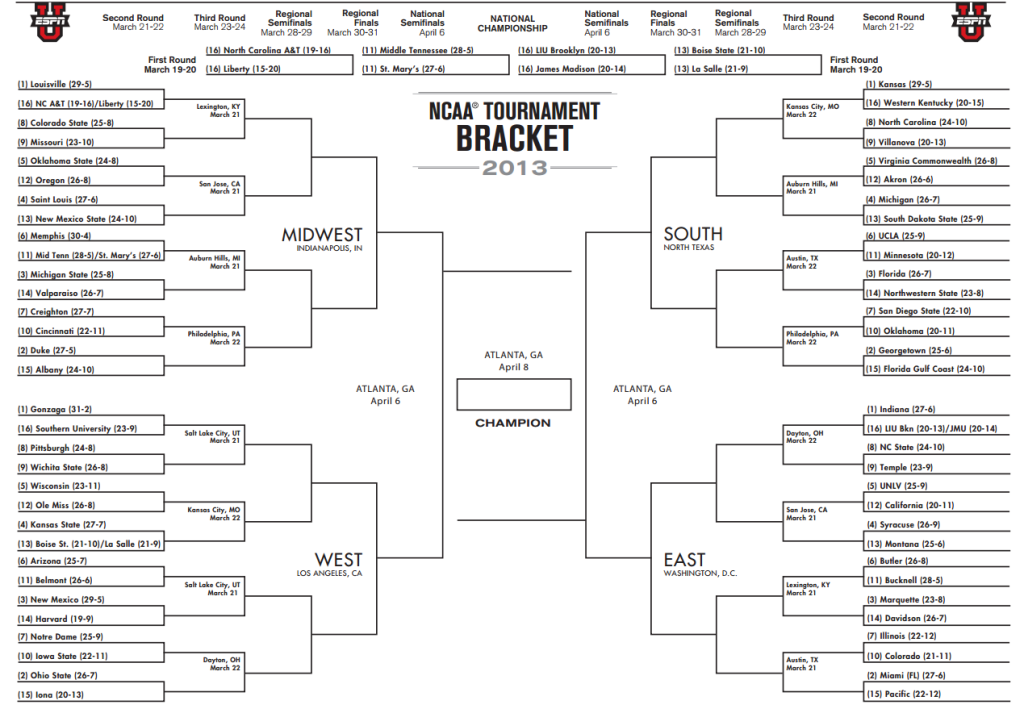 ESPN U
Second Round
March 21-22
Third Round
March 23-24
Regional
Semifinals
March 28-29
Regional
Finals
March 30-31
National
Semifinals
April 6
NATIONAL
CHAMPIONSHIP
National
Semifinals
April 6
Regional
Finals
March 30-31
Regional
Semifinals
March 28-29
Third Round
March 23-24
Second Round
March 21-22
ESPN U
First Round
March 19-20
(16) North Carolina A&T (19-16)
(16) Liberty (15-20)
(11) Middle Tennessee (28-5)
(11) St. Mary's (27-6)
(16) LIU Brooklyn (20-13)
(16) James Madison (20-14)
(13) Boise State (21-10)
(13) La Salle (21-9)
First Round
March 19-20
NCAA® TOURNAMENT
BRACKET
2013
(1) Louisville (29-5)
(16) NC A&T (19-16)/Liberty (15-20)
Lexington, KY
March 21
(8) Colorado State (25-8)
(9) Missouri (23-10)
(5) Oklahoma State (24-8)
(12) Oregon (26-8)
San Jose, CA
March 21
(4) Saint Louis (27-6)
(13) New Mexico State (24-10)
MIDWEST
INDIANAPOLIS, IN
(6) Memphis (30-4)
(11) Mid Tenn (28-5)/St. Mary's (27-6)
Auburn Hills, MI
March 21
(3) Michigan State (25-8)
(14) Valparaiso (26-7)
(7) Creighton (27-7)
(10) Cincinnati (22-11)
Philadelphia, PA
March 22
(2) Duke (27-5)
(15) Albany (24-10)
ATLANTA, GA
April 6
(1) Gonzaga (31-2)
(16) Southern University (23-9)
Salt Lake City, UT
March 21
(8) Pittsburgh (24-8)
(9) Wichita State (26-8)
(5) Wisconsin (23-11)
(12) Ole Miss (26-8)
Kansas City, MO
March 22
(4) Kansas State (27-7)
(13) Boise St. (21-10)/La Salle (21-9)
WEST
LOS ANGELES, CA
(6) Arizona (25-7)
(11) Belmont (26-6)
Salt Lake City, UT
March 21
(3) New Mexico (29-5)
(14) Harvard (19-9)
(7) Notre Dame (25-9)
(10) Iowa State (22-11)
Dayton, OH
March 22
(2) Ohio State (26-7)
(15) Iona (20-13)
ATLANTA, GA
April 8
CHAMPION
(1) Kansas (29-5)
(16) Western Kentucky (20-15)
Kansas City, MO
March 22
(8) North Carolina (24-10)
(9) Villanova (20-13)
(5) Virginia Commonwealth (26-8)
(12) Akron (26-6)
Auburn Hills, MI
March 21
(4) Michigan (26-7)
(13) South Dakota State (25-9)
SOUTH
NORTH TEXAS
(6) UCLA (25-9)
(11) Minnesota (20-12)
Austin, TX
March 22
(3) Florida (26-7)
(14) Northwestern State (23-8)
(7) San Diego State (22-10)
(10) Oklahoma (20-11)
Philadelphia, PA
March 22
(2) Georgetown (25-6)
(15) Florida Gulf Coast (24-10)
ATLANTA, GA
April 6
(1) Indiana (27-6)
(16) LIU Bkn (20-13)/JMU (20-14)
Dayton, OH
March 22
(8) NC State (24-10)
(9) Temple (23-9)
(5) UNLV (25-9)
(12) California (20-11)
San Jose, CA
March 21
(4) Syracuse (26-9)
(13) Montana (25-6)
EAST
WASHINGTON, D.C.
(6) Butler (26-8)
(11) Bucknell (28-5)
Lexington, KY
March 21
(3) Marquette (23-8)
(14) Davidson (26-7)
(7) Illinois (22-12)
(10) Colorado (21-11)
Austin, TX
March 21
(2) Miami (FL) (27-6)
(15) Pacific (22-12)